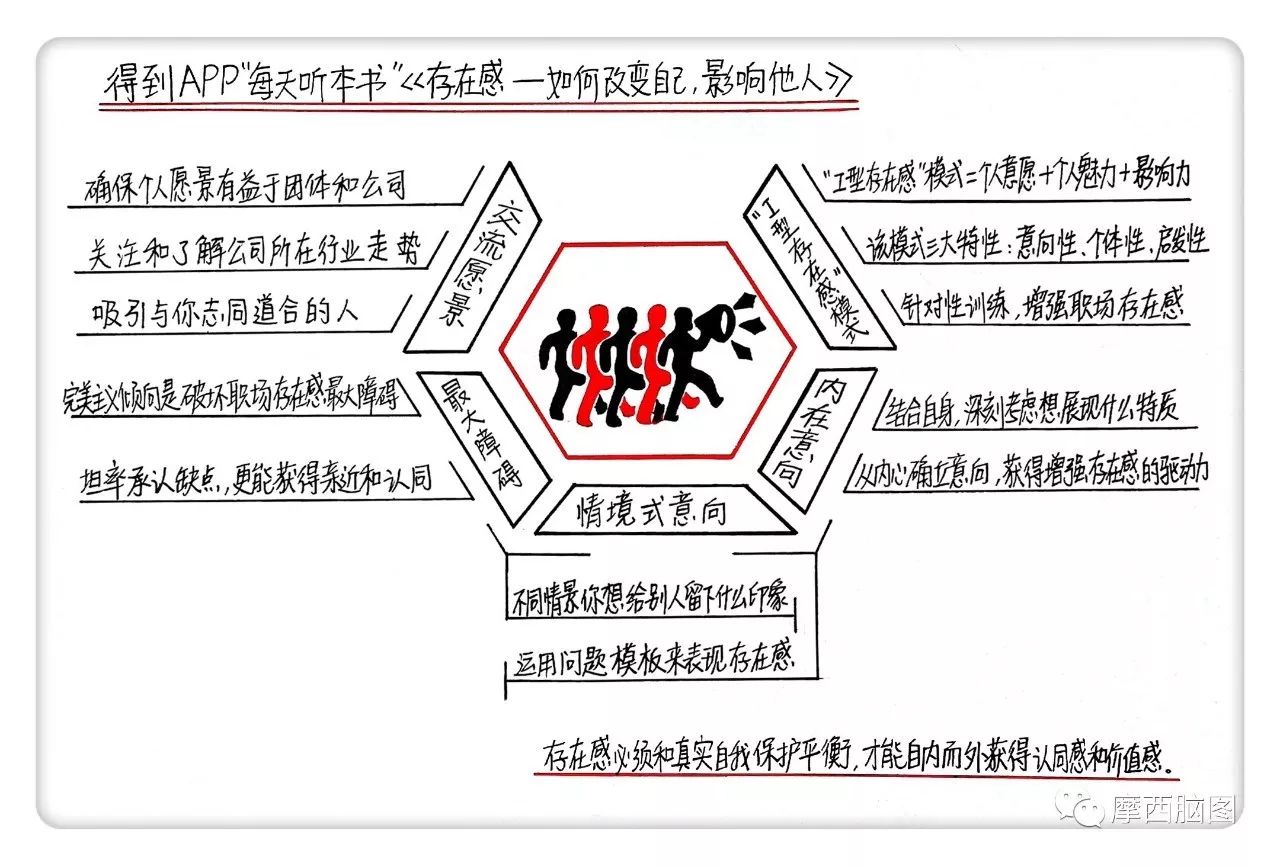 得到APP"每天听本书"《存在感—如何改变自己,影响他人》
确保个人愿景有益于团体和公司
关注和了解公司所在行业走势
吸引与你志同道合的人
交流愿景
"I型存在感"模式
"I型存在感"模式=个人意愿+个人魅力+影响力
该模式三大特性:意向性、个体性、启发性
针对性训练,增强职场存在感
完美主义倾向是破坏职场存在感最大障碍
坦率承认缺点,更能获得亲近和认同
最大障碍
内在意向
结合自身,深刻考虑想展现什么特质
从内心确立意向,获得增强存在感的驱动力
情境式意向
不同情景你想给别人留下什么印象
运用问题模板来表现存在感
存在感必须和真实自我保护平衡,才能自内而外获得认同感和价值感。
摩西脑图